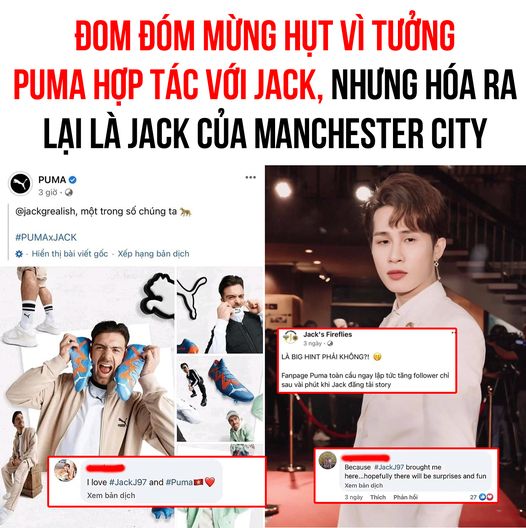 ĐOM ĐÓM MỪNG HỤT VÌ TƯỞNG
PUMA HỢP TÁC VỚI JACK, NHƯNG HÓA RA
LẠI LÀ JACK CỦA MANCHESTER CITY
PUMA
3 giờ ·
@jackgrealish, một trong số chúng ta 🐆
#PUMAxJACK
Hiển thị bài viết gốc · Xếp hạng bản dịch
PUMA
I love #JackJ97 and #Puma🇻🇳❤️
Xem bản dịch
Jack's Fireflies
3 ngày ·
LÀ BIG HINT PHẢI KHÔNG?! 😋
Fanpage Puma toàn cầu ngay lập tức tăng follower chỉ
sau vài phút khi Jack đăng tải story
Because #JackJ97 brought me
here...hopefully there will be surprises and fun
Xem bản dịch
3 ngày Thích Phản hồi 27